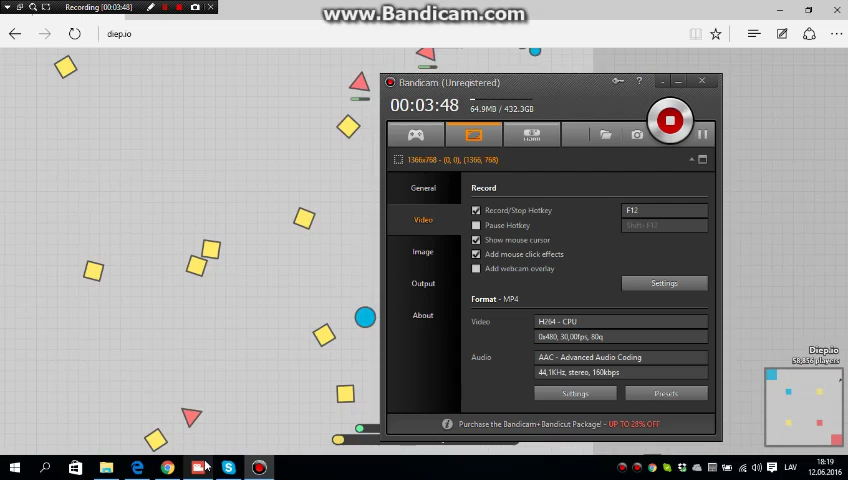 Recording [00:03:48]
www.Bandicam.com
diep.io
Bandicam (Unregistered)
?
00:03:48
64.9MB / 432.3GB
HDMI
1366x768 - (0, 0), (1366, 768)
General
Video
Image
Output
About
Record
Record/Stop Hotkey
F12
Pause Hotkey
Shift+F12
Show mouse cursor
Add mouse click effects
Add webcam overlay
Settings
Format - MP4
Video
H264 - CPU
0x480, 30,00fps, 80q
Audio
AAC - Advanced Audio Coding
44,1KHz, stereo, 160kbps
Settings
Presets
Purchase the Bandicam+Bandicut Package! - UP TO 28% OFF
Diep.io
players
LAV
18:19
12.06.2016